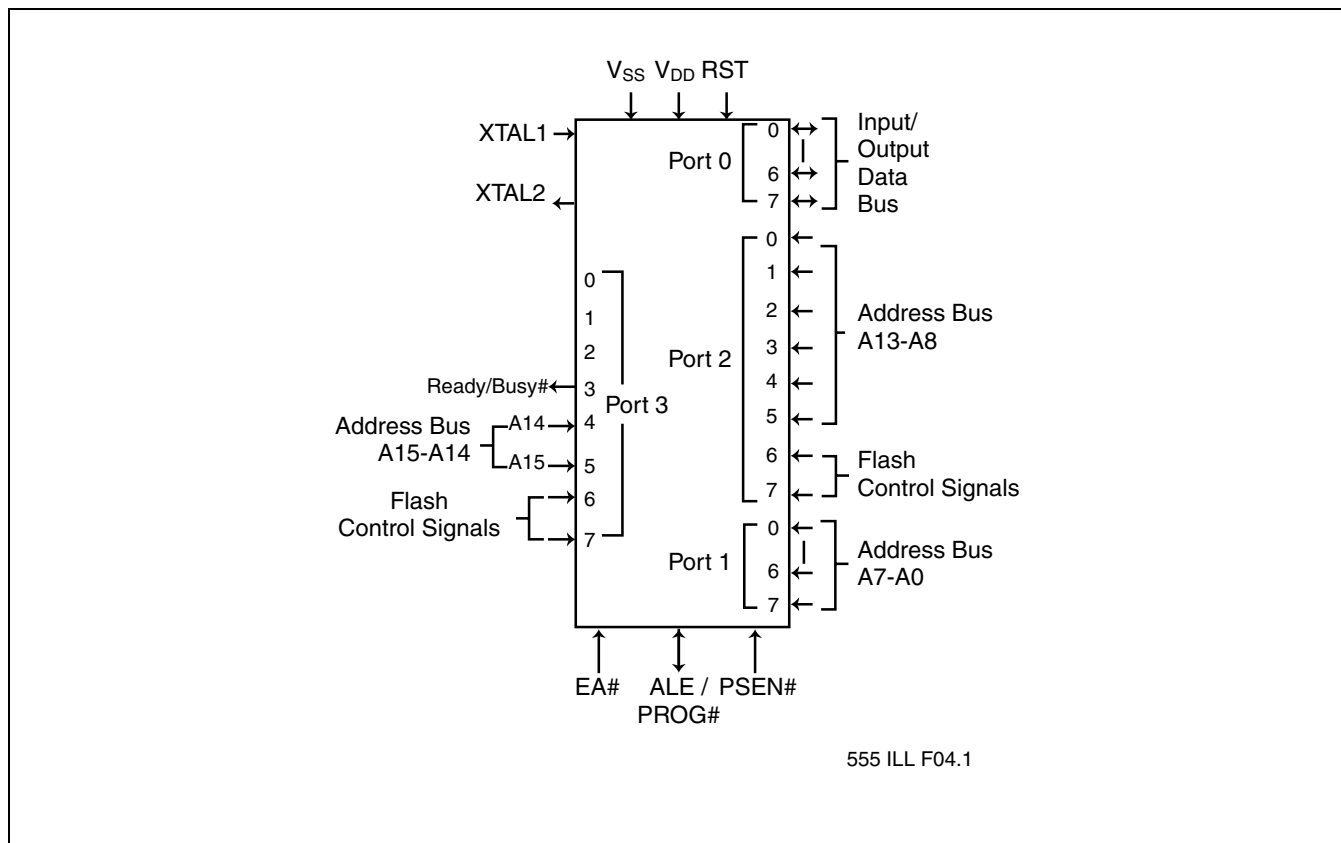 VSS VDD RST
XTAL1
XTAL2
Port 0
0
6
7
Input/
Output
Data
Bus
Port 2
0
1
2
3
4
5
6
7
Address Bus
A13-A8
Flash
Control Signals
Port 3
0
1
2
3
4
5
6
7
Ready/Busy#
Address Bus
A15-A14
A14
A15
Flash
Control Signals
Port 1
0
6
7
Address Bus
A7-A0
EA# ALE / PSEN#
PROG#
555 ILL F04.1